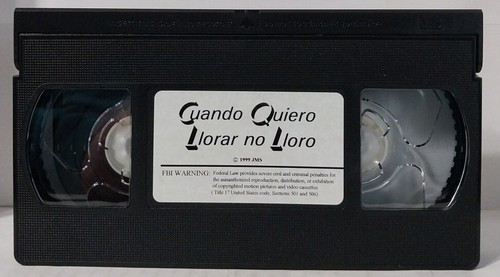 Cuando Quiero
Llorar no Lloro
© 1999 JMS
FBI WARNING: Federal Law provides severe civil and criminal penalties for
the unauthorized reproduction, distribution, or exhibition
of copyrighted motion pictures and video cassettes
( Title 17 United States code, Sections 501 and 506)